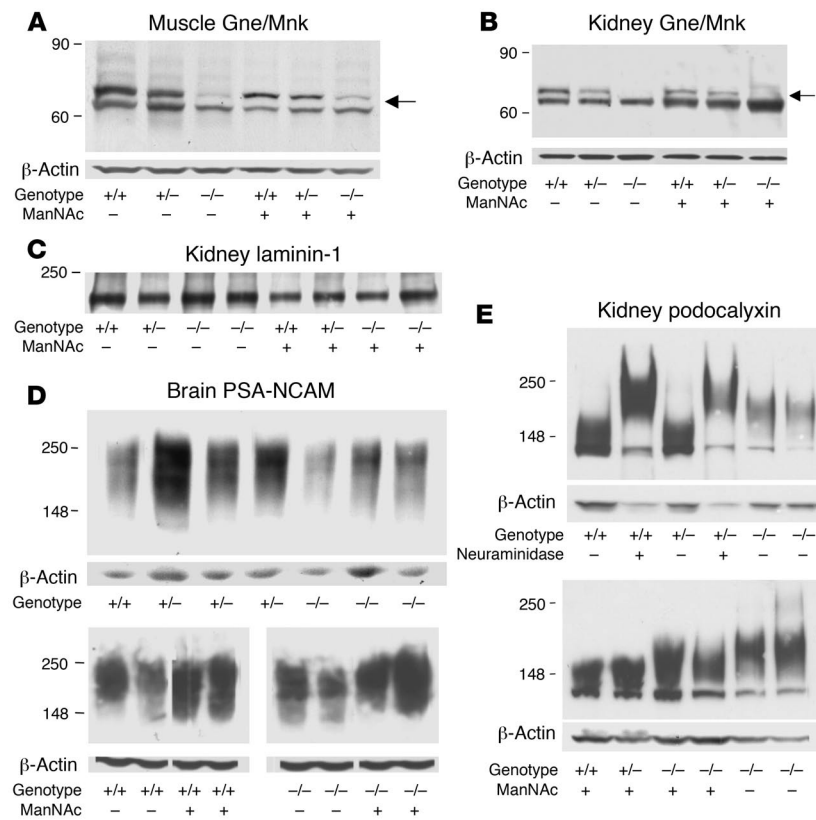 A
Muscle Gne/Mnk
90
60
β-Actin
Genotype +/+ +/– –/– +/+ +/– –/–
ManNAc – – – + + +
B
Kidney Gne/Mnk
90
60
β-Actin
Genotype +/+ +/– –/– +/+ +/– –/–
ManNAc – – – + + +
C
Kidney laminin-1
250
Genotype +/+ +/– –/– –/– +/+ +/– –/– –/–
ManNAc – – – – + + + +
D
Brain PSA-NCAM
250
148
β-Actin
Genotype +/+ +/– +/– +/– –/– –/– –/–
250
148
β-Actin
Genotype +/+ +/+ +/+ +/+ –/– –/– –/– –/–
ManNAc – – + + – – + +
E
Kidney podocalyxin
250
148
β-Actin
Genotype +/+ +/+ +/– +/– –/– –/–
Neuraminidase – + – + – –
250
148
β-Actin
Genotype +/+ +/– –/– –/– –/– –/–
ManNAc + + + + – –